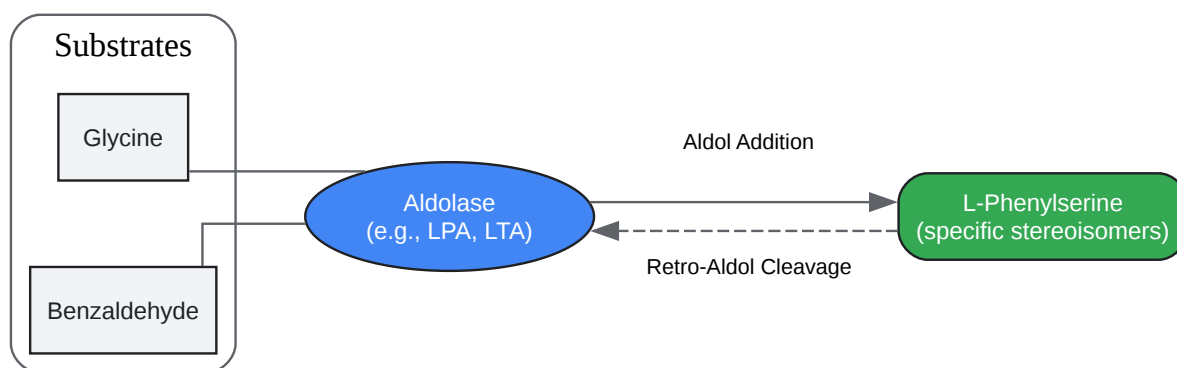 Substrates
Glycine
Benzaldehyde
Aldolase
(e.g., LPA, LTA)
Aldol Addition
Retro-Aldol Cleavage
L-Phenylserine
(specific stereoisomers)